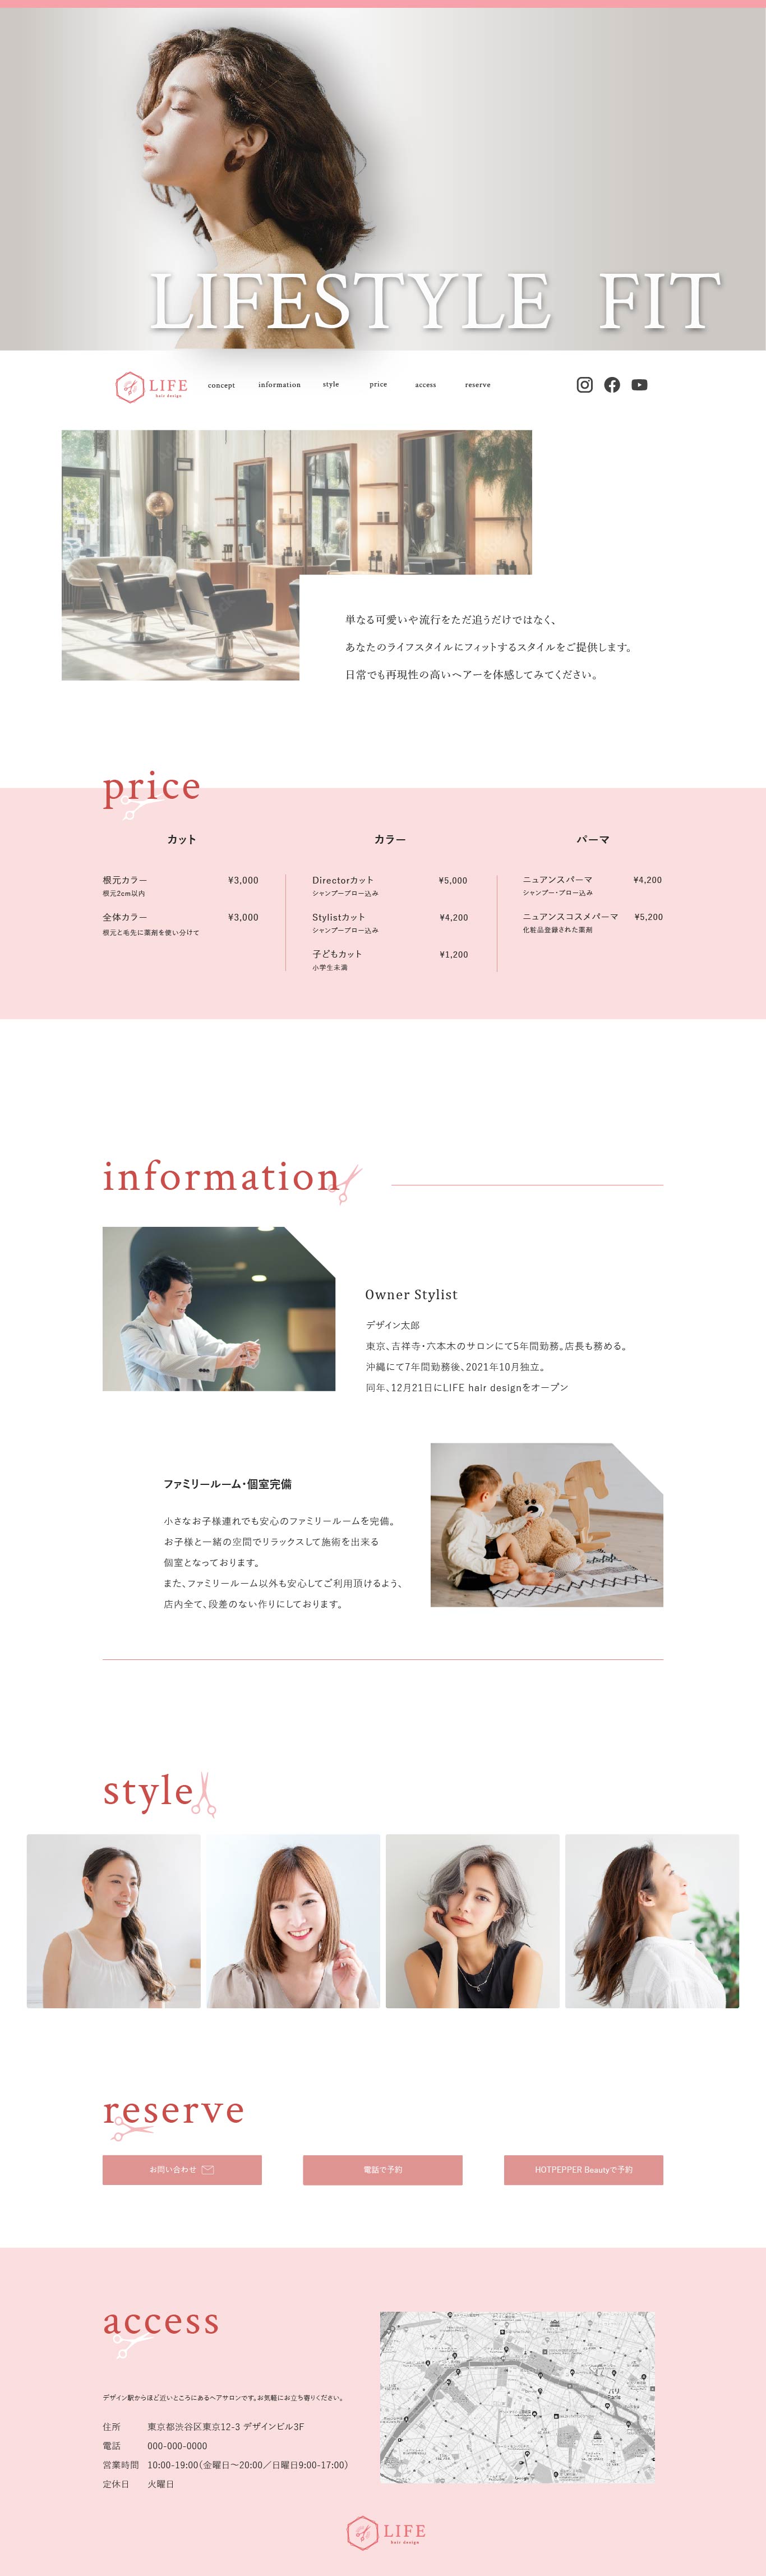 LIFESTYLE FIT
LIFE
hair design
concept
information
style
price
access
reserve
単なる可愛いや流行をただ追うだけではなく、
あなたのライフスタイルにフィットするスタイルをご提供します。
日常でも再現性の高いヘアーを体感してみてください。
price
カット
根元カラー ¥3,000
根元2cm以内
全体カラー ¥3,000
根元と毛先に薬剤を使い分けて
カラー
Directorカット ¥5,000
シャンプーブロー込み
Stylistカット ¥4,200
シャンプーブロー込み
子どもカット ¥1,200
小学生未満
パーマ
ニュアンスパーマ ¥4,200
シャンプー・ブロー込み
ニュアンスコスメパーマ ¥5,200
化粧品登録された薬剤
information
Owner Stylist
デザイン太郎
東京、吉祥寺・六本木のサロンにて5年間勤務。店長も務める。
沖縄にて7年間勤務後、2021年10月独立。
同年、12月21日にLIFE hair designをオープン
ファミリールーム・個室完備
小さなお子様連れでも安心のファミリールームを完備。
お子様と一緒の空間でリラックスして施術を出来る
個室となっております。
また、ファミリールーム以外も安心してご利用頂けるよう、
店内全て、段差のない作りにしております。
style
reserve
お問い合わせ
電話で予約
HOTPEPPER Beautyで予約
access
デザイン駅からほど近いところにあるヘアサロンです。お気軽にお立ち寄りください。
住所 東京都渋谷区東京12-3 デザインビル3F
電話 000-000-0000
営業時間 10:00-19:00（金曜日〜20:00／日曜日9:00-17:00）
定休日 火曜日
パリ
Paris
LIFE
hair design